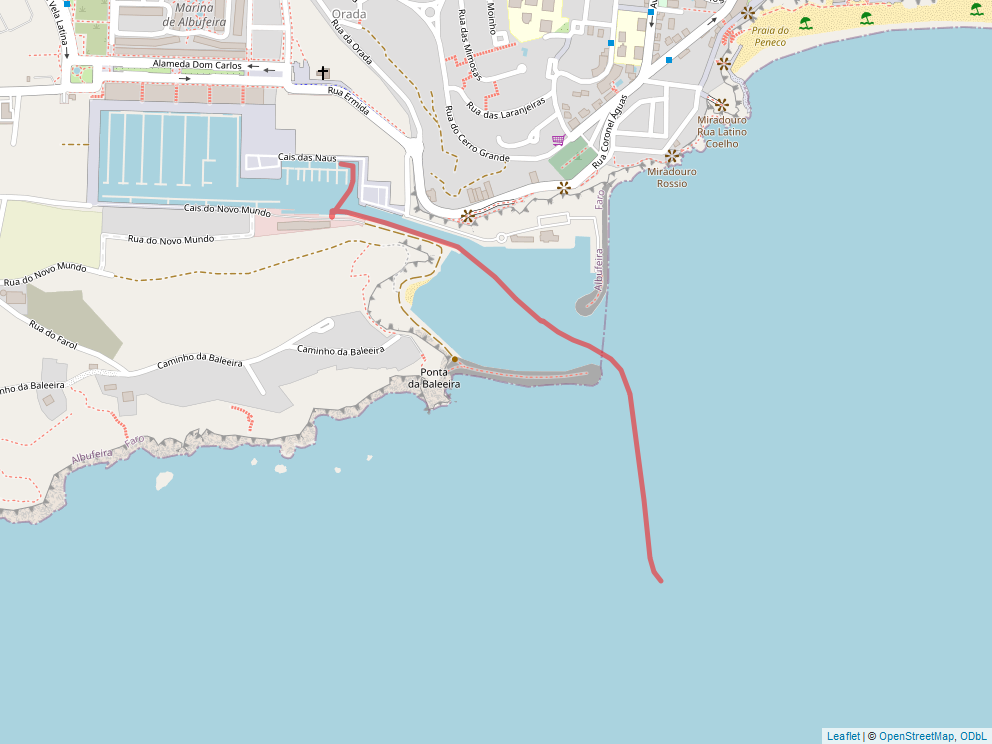 Vela Latina
Marina
de Albufeira
Orada
Rua da Orada
Rua das Mimosas
Moinho
Praia do
Peneco
Alameda Dom Carlos
Rua Ermida
Rua das Laranjeiras
Rua do Cerro Grande
Rua Coronel Águas
Miradouro
Rua Latino
Coelho
Miradouro
Rossio
Cais das Naus
Cais do Novo Mundo
Rua do Novo Mundo
Faro
Albufeira
Rua do Novo Mundo
Rua do Farol
Caminho da Baleeira
Caminho da Baleeira
nho da Baleeira
Ponta
da Baleeira
Albufeira
Faro
Leaflet | © OpenStreetMap, ODbL